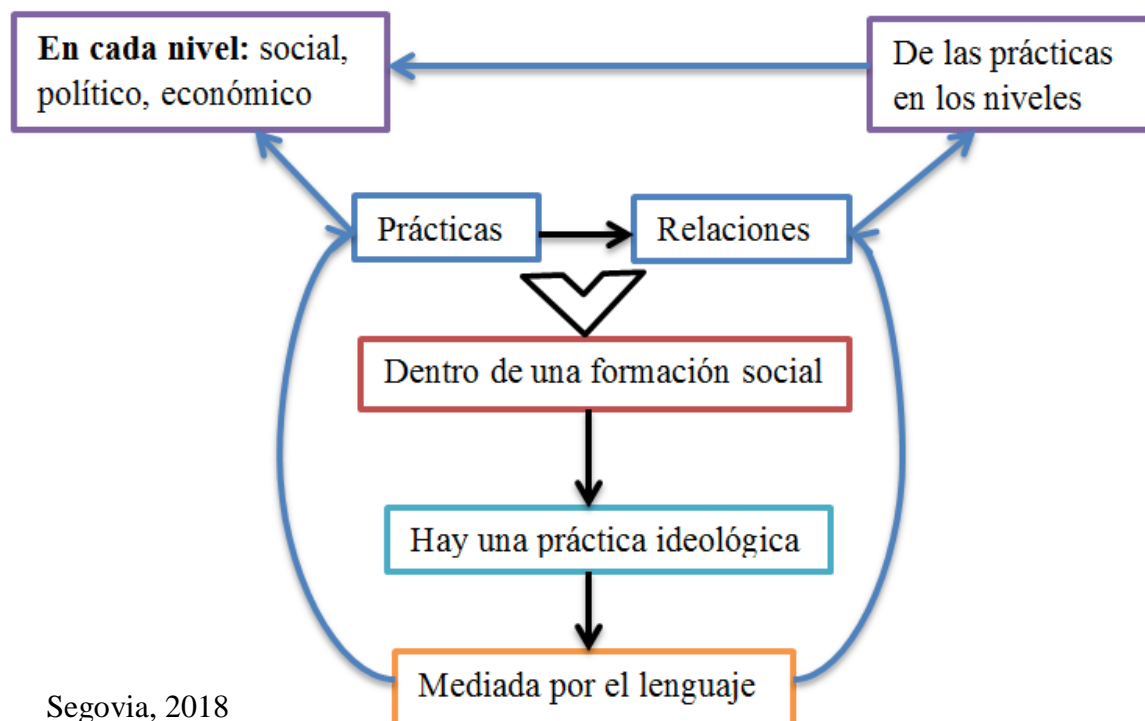 En cada nivel: social,
político, económico
De las prácticas
en los niveles
Prácticas
Relaciones
Dentro de una formación social
Hay una práctica ideológica
Mediada por el lenguaje
Segovia, 2018